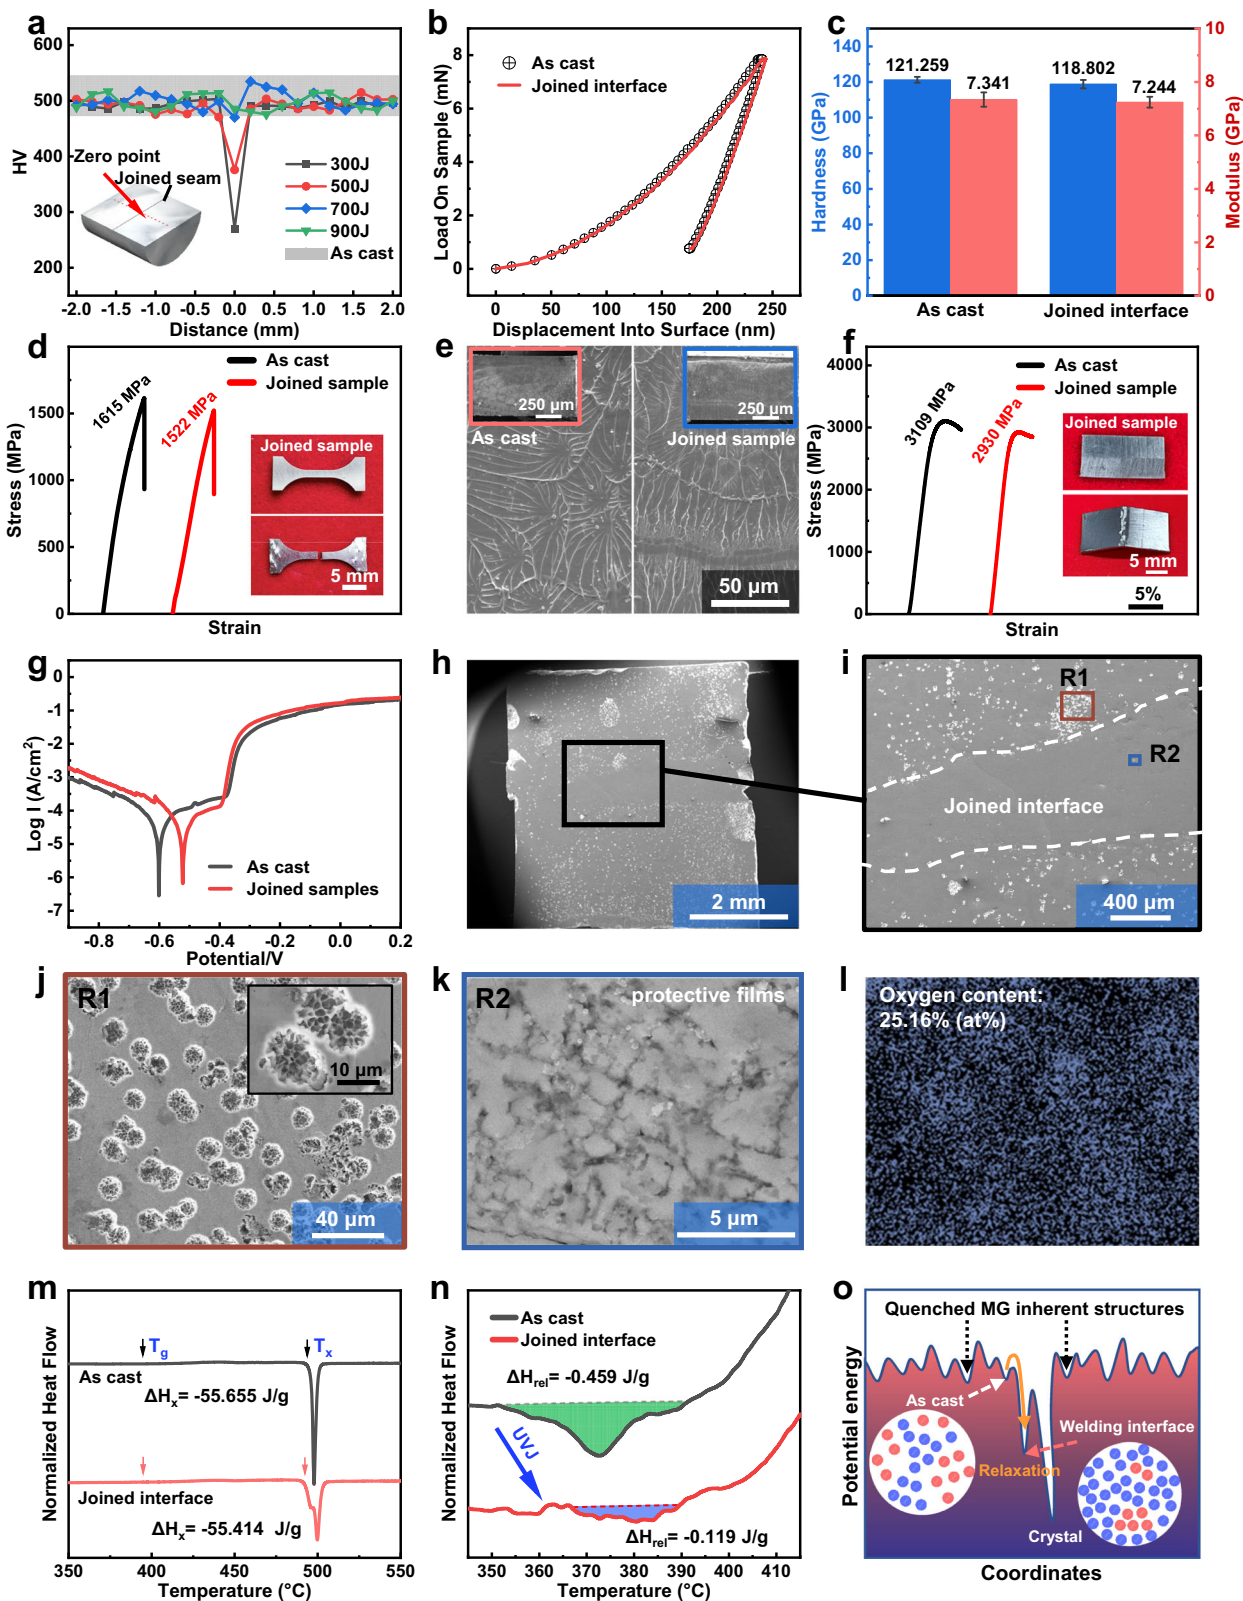 a
600
500
400
300
200
HV
Zero point
Joined seam
300J
500J
700J
900J
As cast
-2.0 -1.5 -1.0 -0.5 0.0 0.5 1.0 1.5 2.0
Distance (mm)
b
8
6
4
2
0
Load On Sample (mN)
As cast
Joined interface
0 50 100 150 200 250
Displacement Into Surface (nm)
c
140
120
100
80
60
40
20
0
Hardness (GPa)
121.259
7.341
118.802
7.244
10
8
6
4
2
0
Modulus (GPa)
As cast Joined interface
d
1500
1000
500
0
Stress (MPa)
As cast
Joined sample
1615 MPa
1522 MPa
Joined sample
5 mm
Strain
e
250 μm
As cast
250 μm
Joined sample
50 μm
f
4000
3000
2000
1000
0
Stress (MPa)
As cast
Joined sample
3109 MPa
2930 MPa
Joined sample
5 mm
5%
Strain
g
0
-1
-2
-3
-4
-5
-6
-7
Log I (A/cm²)
As cast
Joined samples
-0.8 -0.6 -0.4 -0.2 0.0 0.2
Potential/V
h
2 mm
i
R1
R2
Joined interface
400 μm
j
R1
10 μm
40 μm
k
R2
protective films
5 μm
l
Oxygen content:
25.16% (at%)
m
Normalized Heat Flow
Tg
Tx
As cast
ΔHx= -55.655 J/g
Joined interface
ΔHx= -55.414 J/g
350 400 450 500 550
Temperature (°C)
n
Normalized Heat Flow
As cast
Joined interface
ΔHrel= -0.459 J/g
UVJ
ΔHrel= -0.119 J/g
350 360 370 380 390 400 410
Temperature (°C)
o
Potential energy
Quenched MG inherent structures
As cast
Welding interface
Relaxation
Crystal
Coordinates